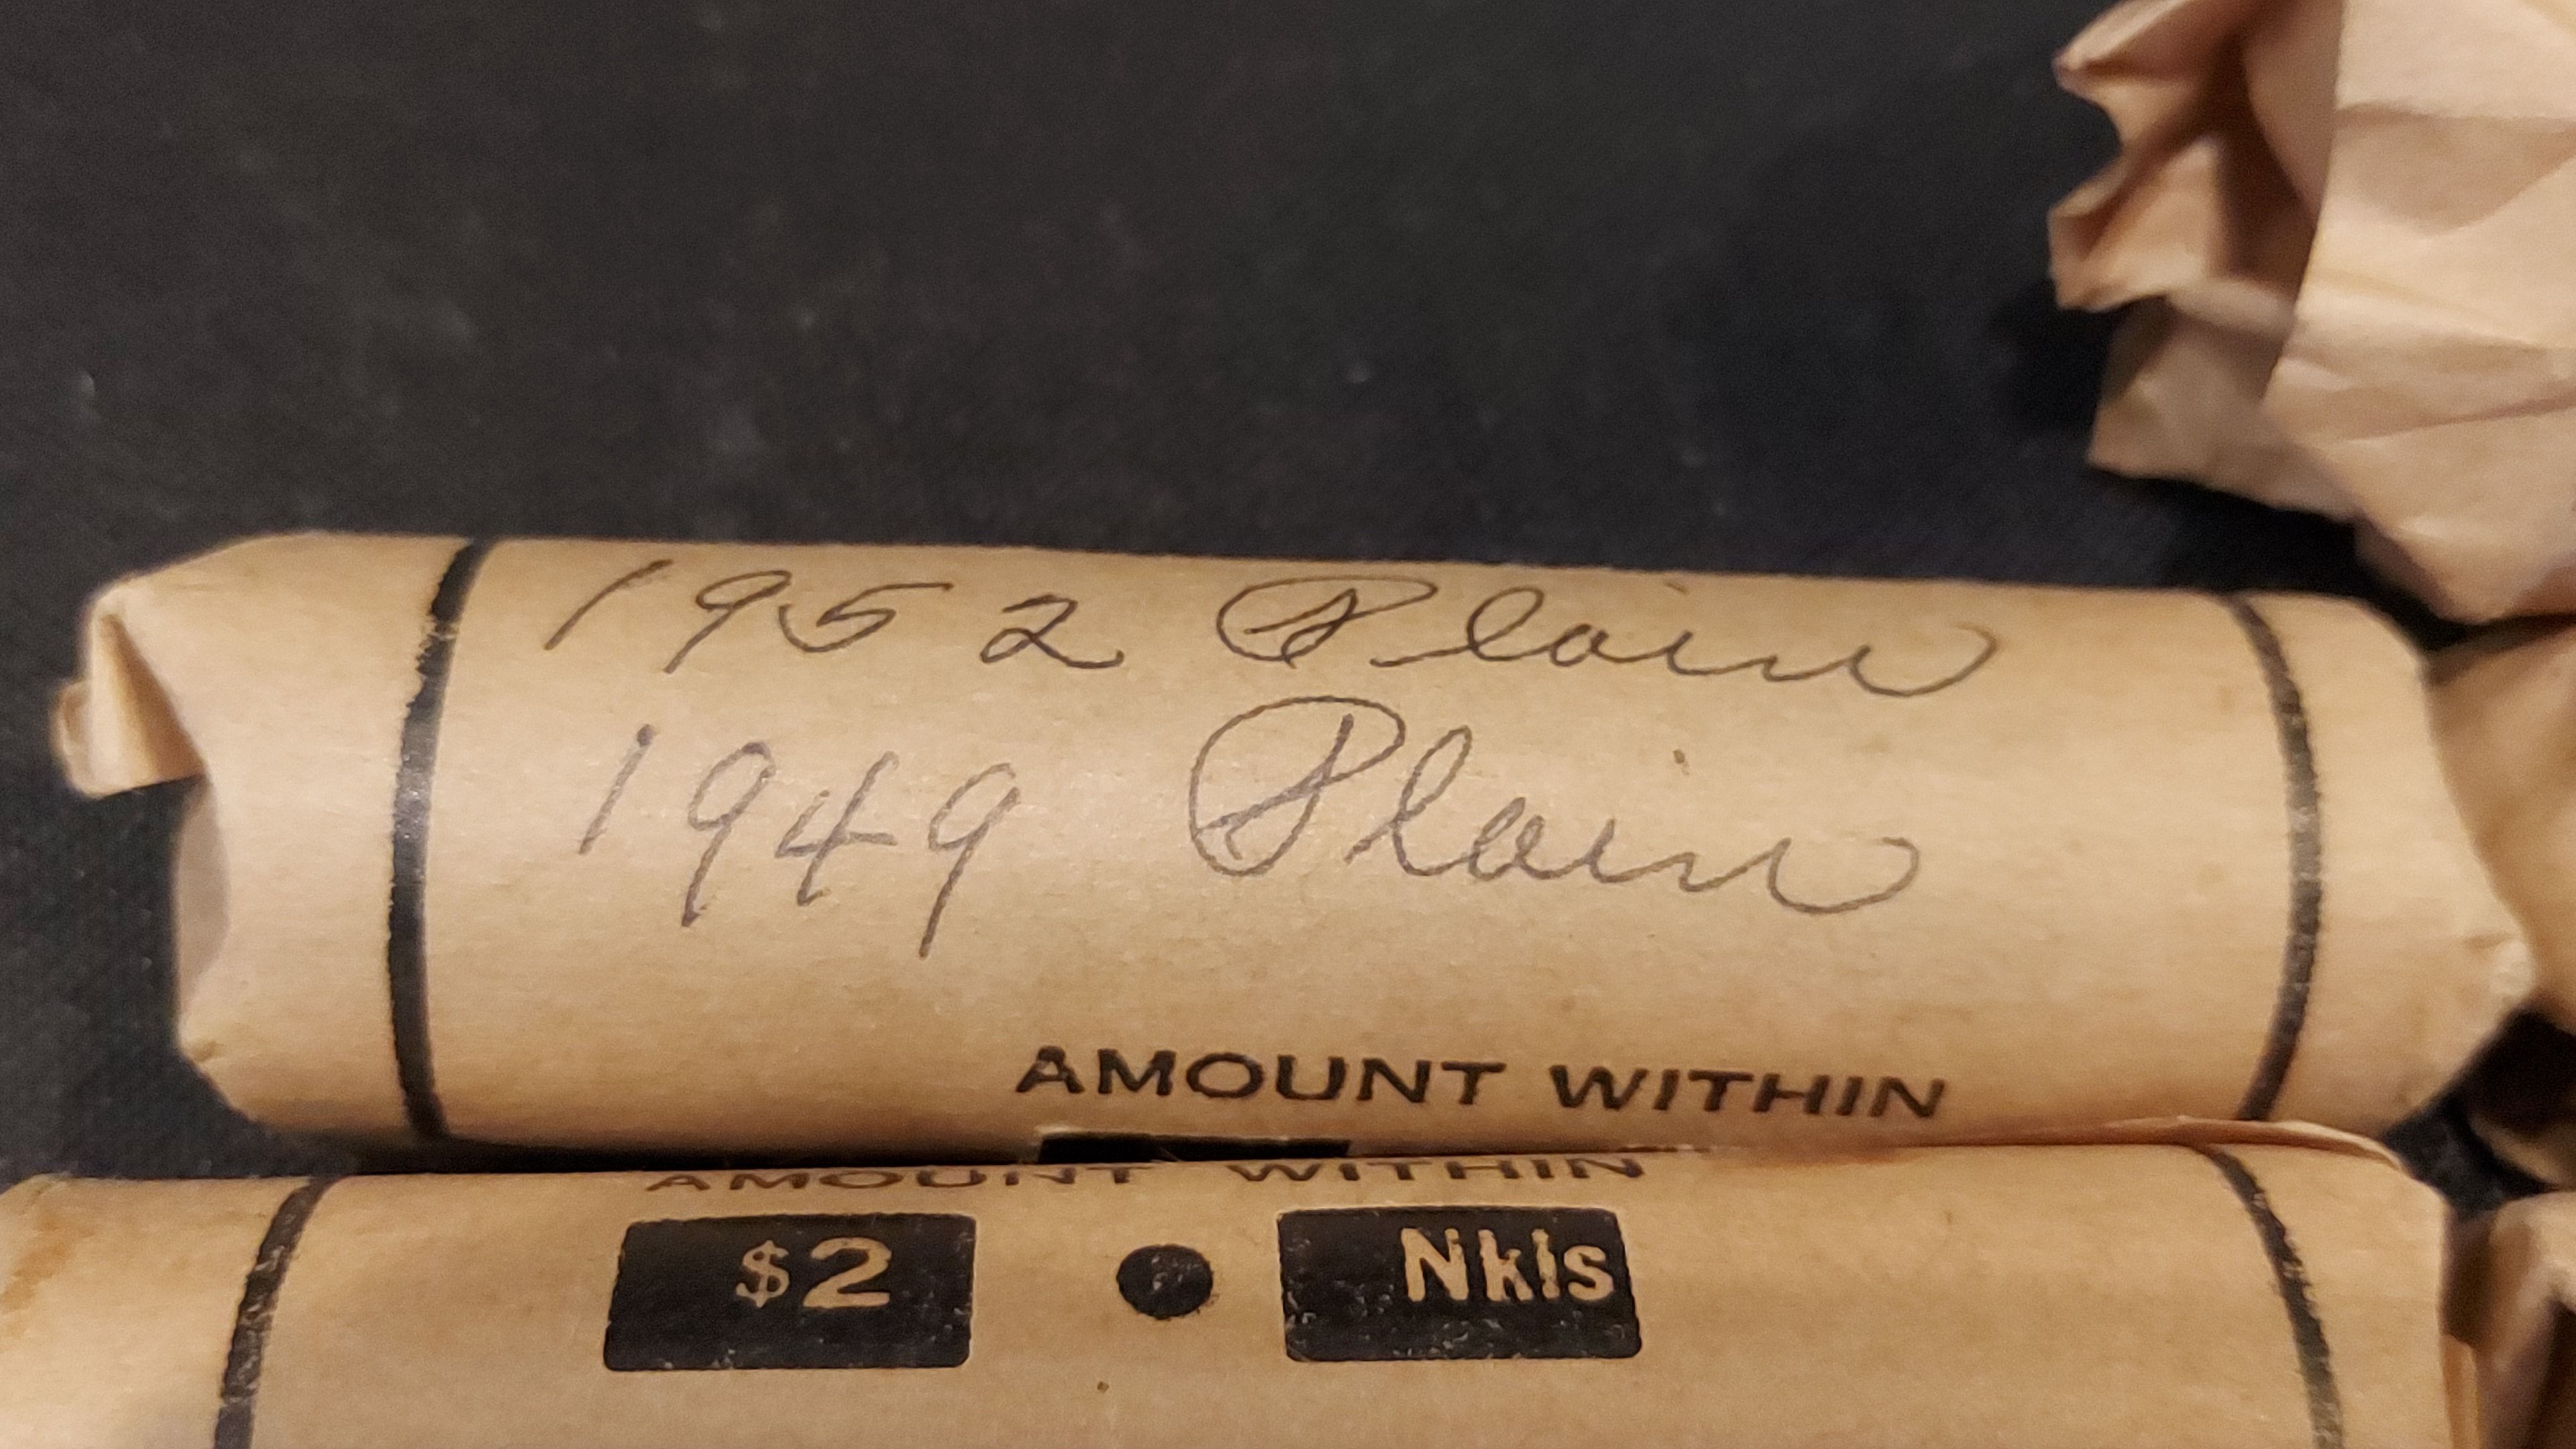 1952 Plain
1949 Plain
AMOUNT WITHIN
AMOUNT WITHIN
$2 Nkls